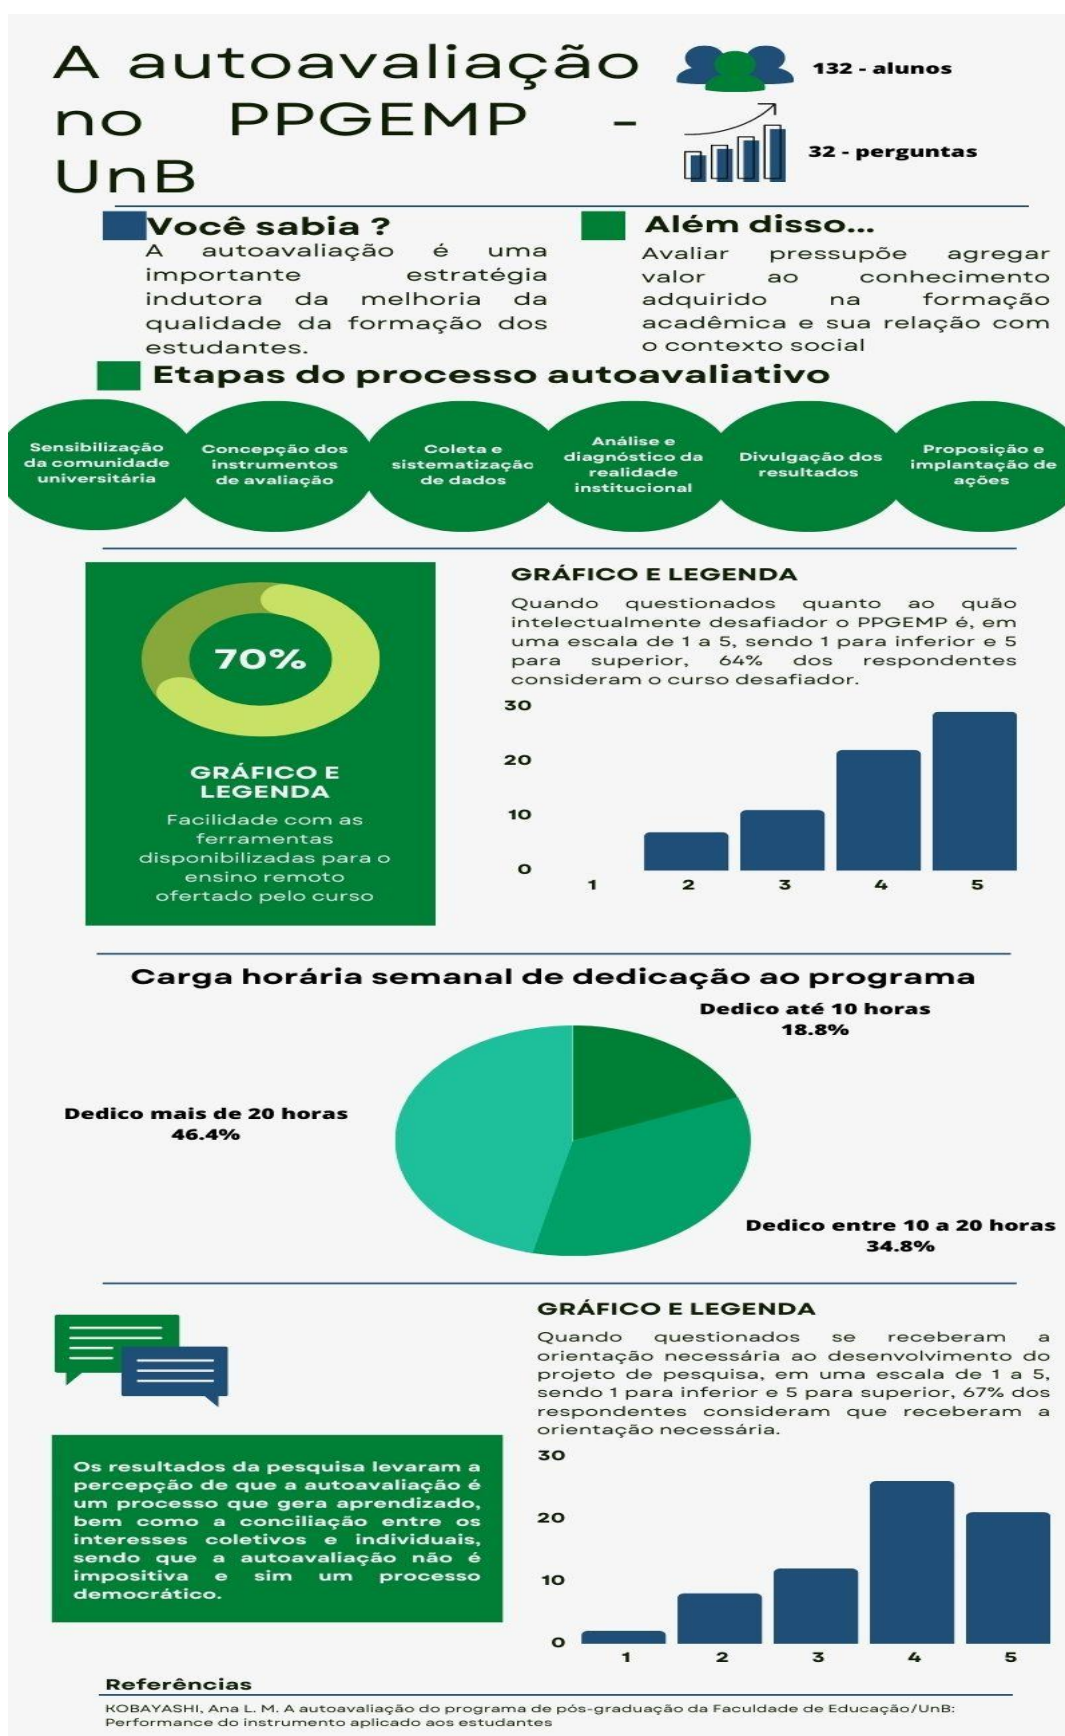 A autoavaliação
no PPGEMP -
UnB
132 - alunos
32 - perguntas
Você sabia ?
A autoavaliação é uma
importante estratégia
indutora da melhoria da
qualidade da formação dos
estudantes.
Além disso...
Avaliar pressupõe agregar
valor ao conhecimento
adquirido na formação
acadêmica e sua relação com
o contexto social
Etapas do processo autoavaliativo
Sensibilização
da comunidade
universitária
Concepção dos
instrumentos
de avaliação
Coleta e
sistematização
de dados
Análise e
diagnóstico da
realidade
institucional
Divulgação dos
resultados
Proposição e
implantação de
ações
70%
GRÁFICO E
LEGENDA
Facilidade com as
ferramentas
disponibilizadas para o
ensino remoto
ofertado pelo curso
GRÁFICO E LEGENDA
Quando questionados quanto ao quão
intelectualmente desafiador o PPGEMP é, em
uma escala de 1 a 5, sendo 1 para inferior e 5
para superior, 64% dos respondentes
consideram o curso desafiador.
30
20
10
0
1 2 3 4 5
Carga horária semanal de dedicação ao programa
Dedico até 10 horas
18.8%
Dedico mais de 20 horas
46.4%
Dedico entre 10 a 20 horas
34.8%
GRÁFICO E LEGENDA
Quando questionados se receberam a
orientação necessária ao desenvolvimento do
projeto de pesquisa, em uma escala de 1 a 5,
sendo 1 para inferior e 5 para superior, 67% dos
respondentes consideram que receberam a
orientação necessária.
30
20
10
0
1 2 3 4 5
Os resultados da pesquisa levaram a
percepção de que a autoavaliação é
um processo que gera aprendizado,
bem como a conciliação entre os
interesses coletivos e individuais,
sendo que a autoavaliação não é
impositiva e sim um processo
democrático.
Referências
KOBAYASHI, Ana L. M. A autoavaliação do programa de pós-graduação da Faculdade de Educação/UnB:
Performance do instrumento aplicado aos estudantes